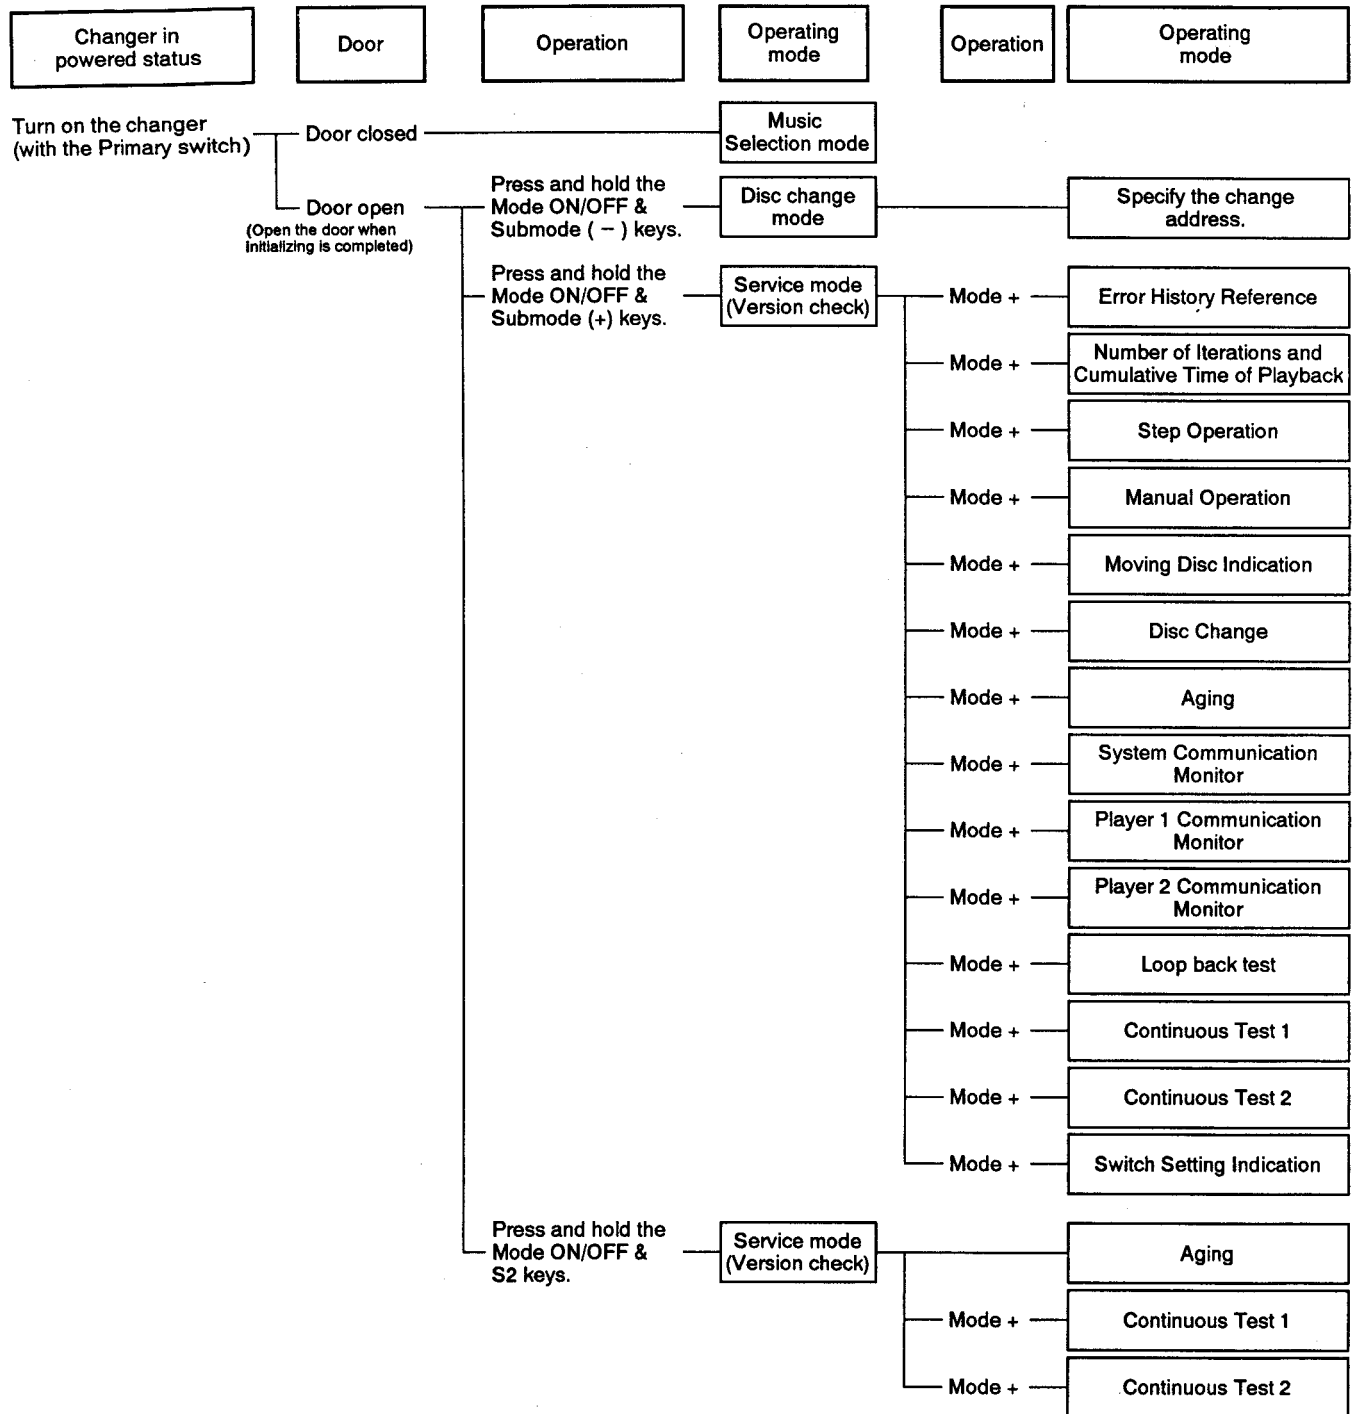 Changer in
powered status
Door
Operation
Operating
mode
Operation
Operating
mode
Turn on the changer
(with the Primary switch)
Door closed
Music
Selection mode
Door open
(Open the door when
initializing is completed)
Press and hold the
Mode ON/OFF &
Submode ( − ) keys.
Disc change
mode
Specify the change
address.
Press and hold the
Mode ON/OFF &
Submode (+) keys.
Service mode
(Version check)
Mode +
Error History Reference
Mode +
Number of Iterations and
Cumulative Time of Playback
Mode +
Step Operation
Mode +
Manual Operation
Mode +
Moving Disc Indication
Mode +
Disc Change
Mode +
Aging
Mode +
System Communication
Monitor
Mode +
Player 1 Communication
Monitor
Mode +
Player 2 Communication
Monitor
Mode +
Loop back test
Mode +
Continuous Test 1
Mode +
Continuous Test 2
Mode +
Switch Setting Indication
Press and hold the
Mode ON/OFF &
S2 keys.
Service mode
(Version check)
Aging
Mode +
Continuous Test 1
Mode +
Continuous Test 2